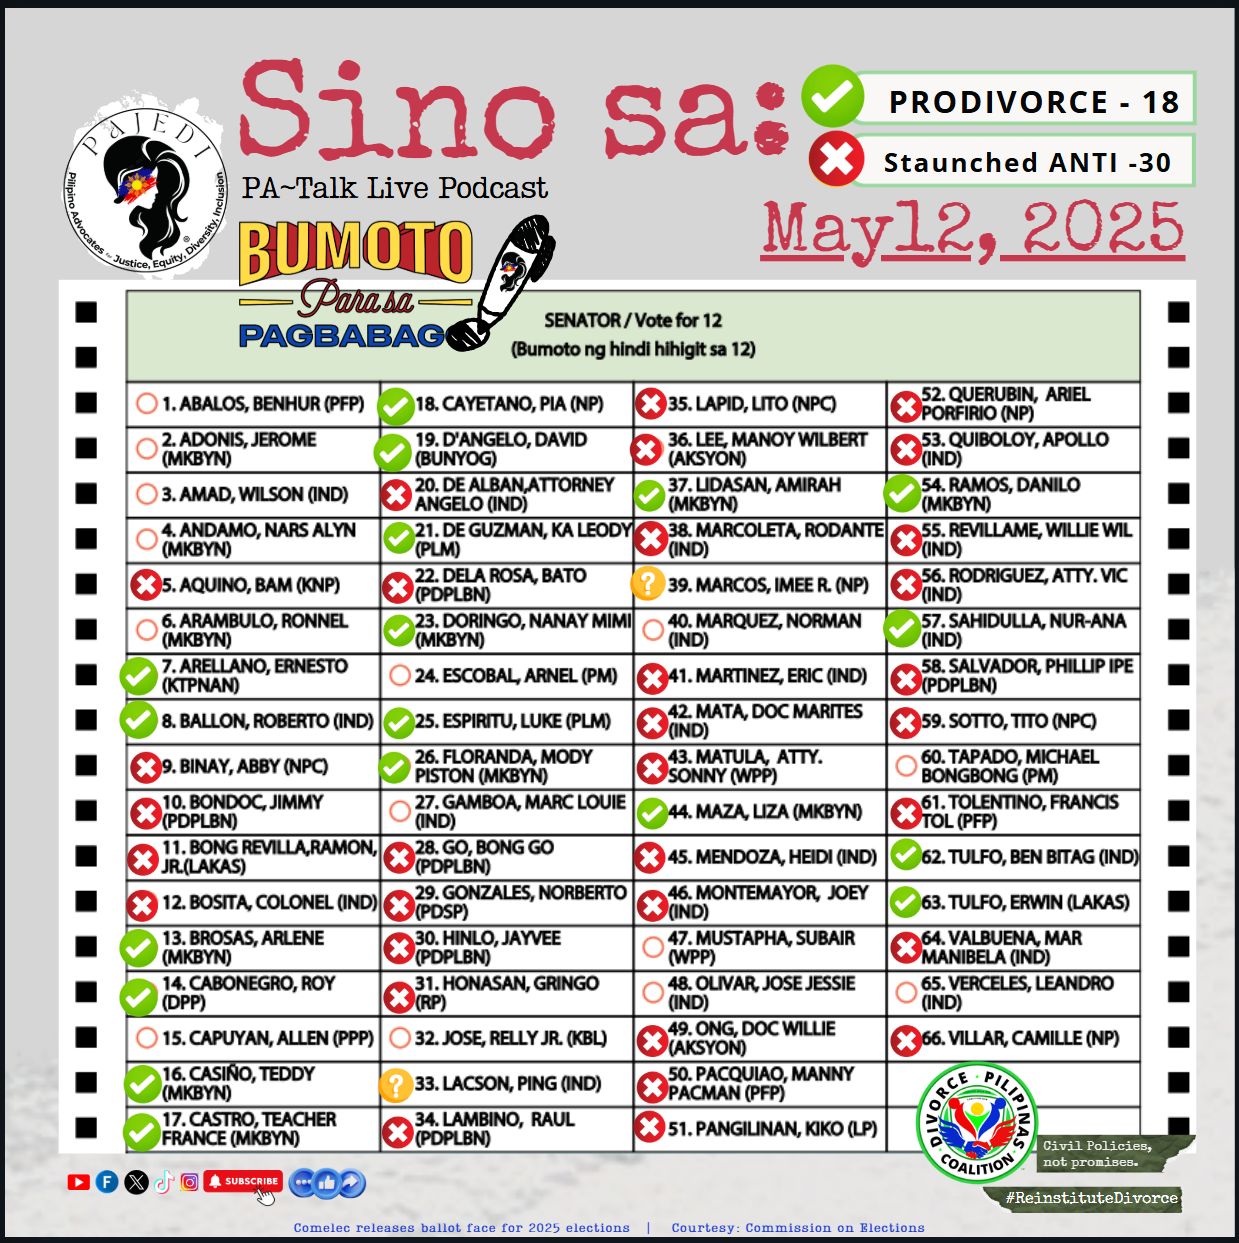 Sino sa:
PRODIVORCE - 18
Staunched ANTI -30
PAJEDI
Pilipino Advocates for Justice, Equity, Diversity, Inclusion
®
PA~Talk Live Podcast
May12, 2025
BUMOTO
Para sa
PAGBABAG
SENATOR / Vote for 12
(Bumoto ng hindi hihigit sa 12)
1. ABALOS, BENHUR (PFP)
2. ADONIS, JEROME
(MKBYN)
3. AMAD, WILSON (IND)
4. ANDAMO, NARS ALYN
(MKBYN)
5. AQUINO, BAM (KNP)
6. ARAMBULO, RONNEL
(MKBYN)
7. ARELLANO, ERNESTO
(KTPNAN)
8. BALLON, ROBERTO (IND)
9. BINAY, ABBY (NPC)
10. BONDOC, JIMMY
(PDPLBN)
11. BONG REVILLA,RAMON,
JR.(LAKAS)
12. BOSITA, COLONEL (IND)
13. BROSAS, ARLENE
(MKBYN)
14. CABONEGRO, ROY
(DPP)
15. CAPUYAN, ALLEN (PPP)
16. CASIÑO, TEDDY
(MKBYN)
17. CASTRO, TEACHER
FRANCE (MKBYN)
18. CAYETANO, PIA (NP)
19. D'ANGELO, DAVID
(BUNYOG)
20. DE ALBAN,ATTORNEY
ANGELO (IND)
21. DE GUZMAN, KA LEODY
(PLM)
22. DELA ROSA, BATO
(PDPLBN)
23. DORINGO, NANAY MIMI
(MKBYN)
24. ESCOBAL, ARNEL (PM)
25. ESPIRITU, LUKE (PLM)
26. FLORANDA, MODY
PISTON (MKBYN)
27. GAMBOA, MARC LOUIE
(IND)
28. GO, BONG GO
(PDPLBN)
29. GONZALES, NORBERTO
(PDSP)
30. HINLO, JAYVEE
(PDPLBN)
31. HONASAN, GRINGO
(RP)
32. JOSE, RELLY JR. (KBL)
33. LACSON, PING (IND)
34. LAMBINO, RAUL
(PDPLBN)
35. LAPID, LITO (NPC)
36. LEE, MANOY WILBERT
(AKSYON)
37. LIDASAN, AMIRAH
(MKBYN)
38. MARCOLETA, RODANTE
(IND)
39. MARCOS, IMEE R. (NP)
40. MARQUEZ, NORMAN
(IND)
41. MARTINEZ, ERIC (IND)
42. MATA, DOC MARITES
(IND)
43. MATULA, ATTY.
SONNY (WPP)
44. MAZA, LIZA (MKBYN)
45. MENDOZA, HEIDI (IND)
46. MONTEMAYOR, JOEY
(IND)
47. MUSTAPHA, SUBAIR
(WPP)
48. OLIVAR, JOSE JESSIE
(IND)
49. ONG, DOC WILLIE
(AKSYON)
50. PACQUIAO, MANNY
PACMAN (PFP)
51. PANGILINAN, KIKO (LP)
52. QUERUBIN, ARIEL
PORFIRIO (NP)
53. QUIBOLOY, APOLLO
(IND)
54. RAMOS, DANILO
(MKBYN)
55. REVILLAME, WILLIE WIL
(IND)
56. RODRIGUEZ, ATTY. VIC
(IND)
57. SAHIDULLA, NUR-ANA
(IND)
58. SALVADOR, PHILLIP IPE
(PDPLBN)
59. SOTTO, TITO (NPC)
60. TAPADO, MICHAEL
BONGBONG (PM)
61. TOLENTINO, FRANCIS
TOL (PFP)
62. TULFO, BEN BITAG (IND)
63. TULFO, ERWIN (LAKAS)
64. VALBUENA, MAR
MANIBELA (IND)
65. VERCELES, LEANDRO
(IND)
66. VILLAR, CAMILLE (NP)
DIVORCE PILIPINAS
COALITION
Civil Policies,
not promises.
#ReinstituteDivorce
SUBSCRIBE
Comelec releases ballot face for 2025 elections | Courtesy: Commission on Elections